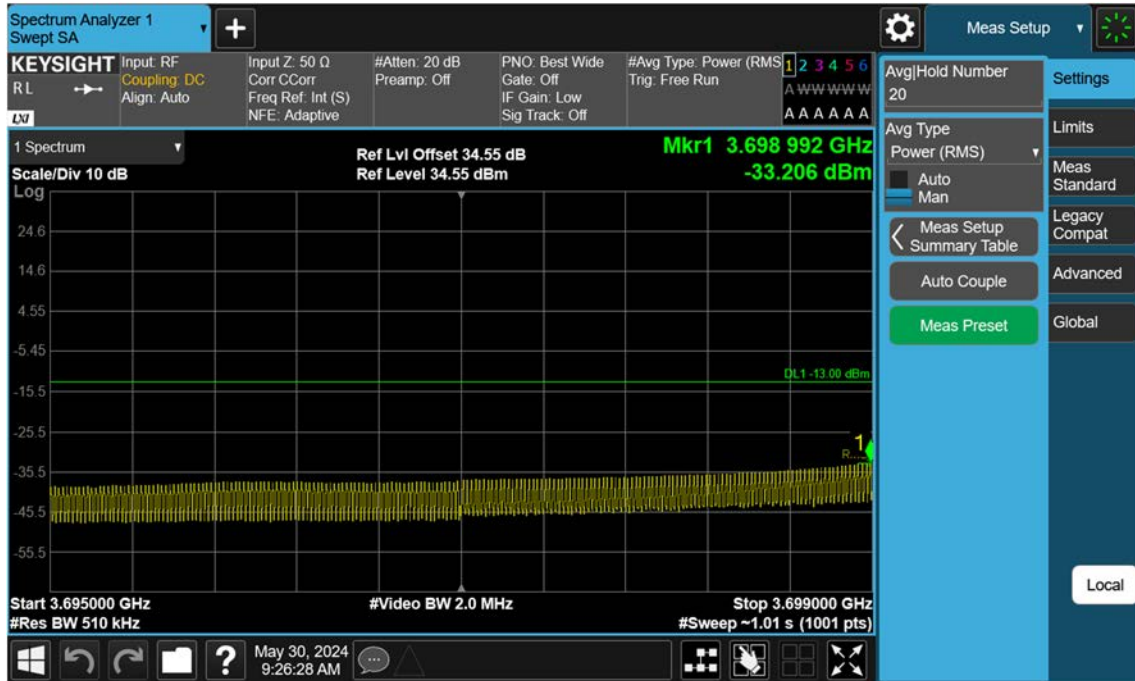 Spectrum Analyzer 1
Swept SA
Meas Setup
KEYSIGHT
R L
LXI
Input: RF
Coupling: DC
Align: Auto
Input Z: 50 Ω
Corr CCorr
Freq Ref: Int (S)
NFE: Adaptive
#Atten: 20 dB
Preamp: Off
PNO: Best Wide
Gate: Off
IF Gain: Low
Sig Track: Off
#Avg Type: Power (RMS
Trig: Free Run
1 2 3 4 5 6
A W W W W W
A A A A A A
1 Spectrum
Scale/Div 10 dB
Ref Lvl Offset 34.55 dB
Ref Level 34.55 dBm
Mkr1 3.698 992 GHz
-33.206 dBm
Log
24.6
14.6
4.55
-5.45
-15.5
-25.5
-35.5
-45.5
-55.5
DL1 -13.00 dBm
1
Start 3.695000 GHz
#Video BW 2.0 MHz
Stop 3.699000 GHz
#Res BW 510 kHz
#Sweep ~1.01 s (1001 pts)
May 30, 2024
9:26:28 AM
Avg|Hold Number
20
Avg Type
Power (RMS)
Auto
Man
Meas Setup
Summary Table
Auto Couple
Meas Preset
Settings
Limits
Meas
Standard
Legacy
Compat
Advanced
Global
Local